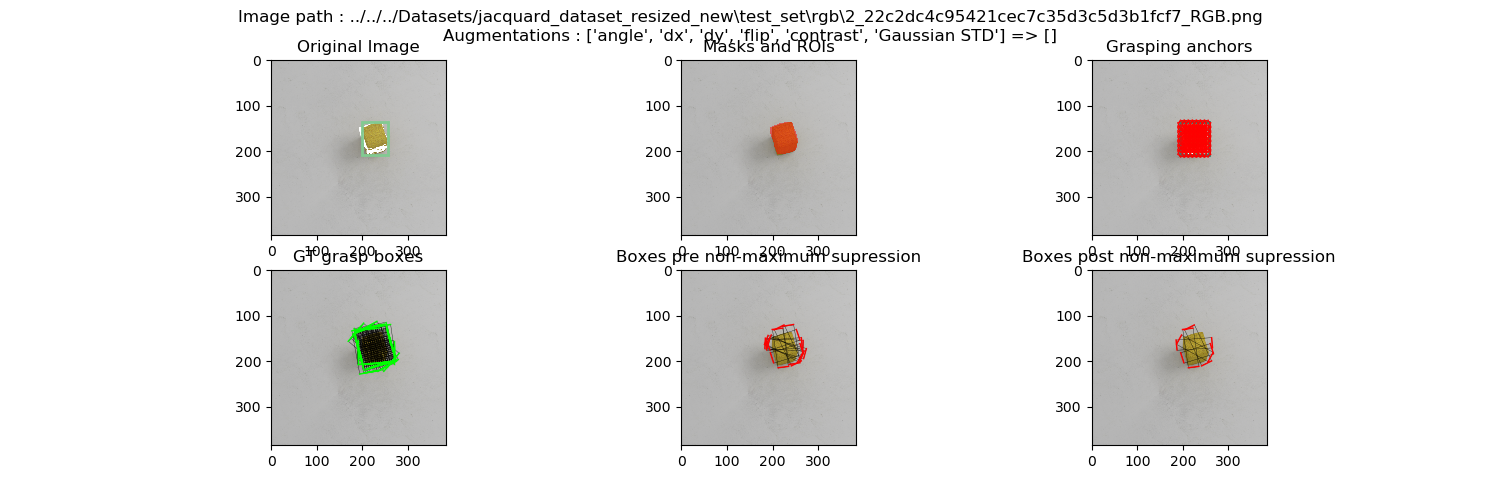 Image path : ../../../Datasets/jacquard_dataset_resized_new\test_set\rgb\2_22c2dc4c95421cec7c35d3c5d3b1fcf7_RGB.png
Augmentations : ['angle', 'dx', 'dy', 'flip', 'contrast', 'Gaussian STD'] => []
Original Image
Masks and ROIs
Grasping anchors
0
100
200
300
0 100 200 300
0
100
200
300
0 100 200 300
0
100
200
300
0 100 200 300
GT grasp boxes
Boxes pre non-maximum supression
Boxes post non-maximum supression
0
100
200
300
0 100 200 300
0
100
200
300
0 100 200 300
0
100
200
300
0 100 200 300